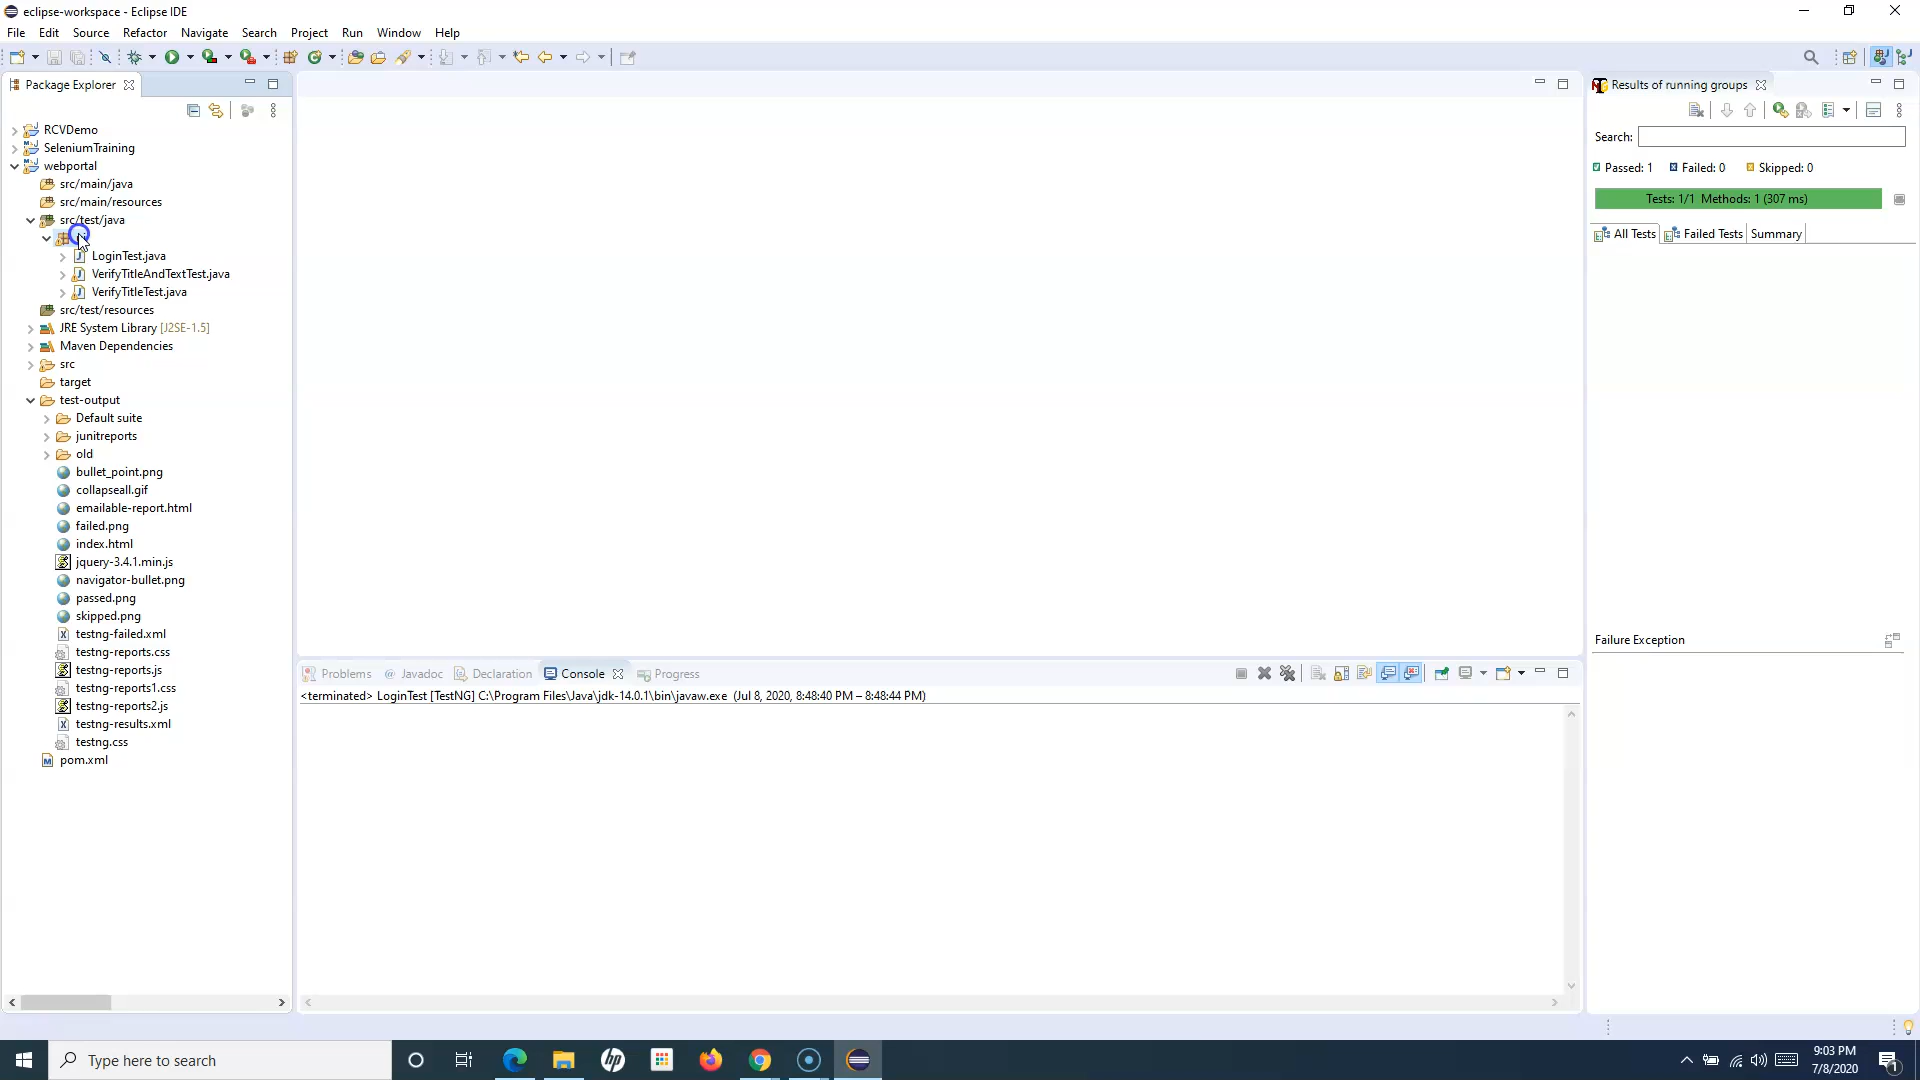 eclipse-workspace - Eclipse IDE
File Edit Source Refactor Navigate Search Project Run Window Help
Package Explorer
RCVDemo
SeleniumTraining
webportal
src/main/java
src/main/resources
src/test/java
LoginTest.java
VerifyTitleAndTextTest.java
VerifyTitleTest.java
src/test/resources
JRE System Library [J2SE-1.5]
Maven Dependencies
src
target
test-output
Default suite
junitreports
old
bullet_point.png
collapseall.gif
emailable-report.html
failed.png
index.html
jquery-3.4.1.min.js
navigator-bullet.png
passed.png
skipped.png
testng-failed.xml
testng-reports.css
testng-reports.js
testng-reports1.css
testng-reports2.js
testng-results.xml
testng.css
pom.xml
Problems Javadoc Declaration Console Progress
<terminated> LoginTest [TestNG] C:\Program Files\Java\jdk-14.0.1\bin\javaw.exe (Jul 8, 2020, 8:48:40 PM – 8:48:44 PM)
Results of running groups
Search:
Passed: 1 Failed: 0 Skipped: 0
Tests: 1/1 Methods: 1 (307 ms)
All Tests Failed Tests Summary
Failure Exception
Type here to search
9:03 PM
7/8/2020